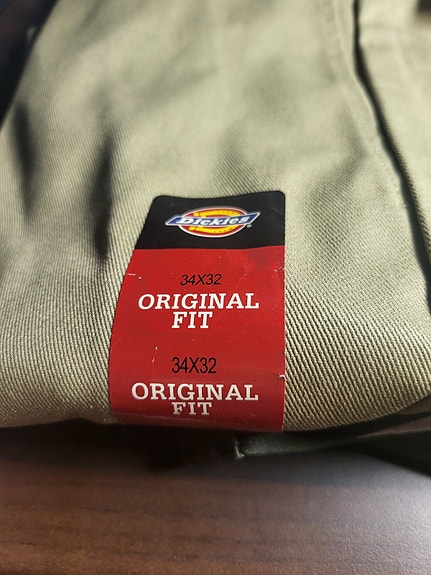 Dickies
34X32
ORIGINAL
FIT
34X32
ORIGINAL
FIT